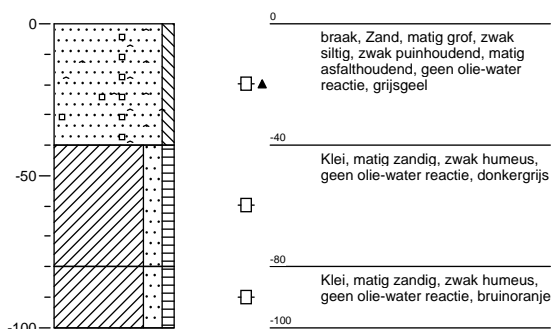 0
-50
-100
0
braak, Zand, matig grof, zwak
siltig, zwak puinhoudend, matig
asfalthoudend, geen olie-water
reactie, grijsgeel
-40
Klei, matig zandig, zwak humeus,
geen olie-water reactie, donkergrijs
-80
Klei, matig zandig, zwak humeus,
geen olie-water reactie, bruinoranje
-100